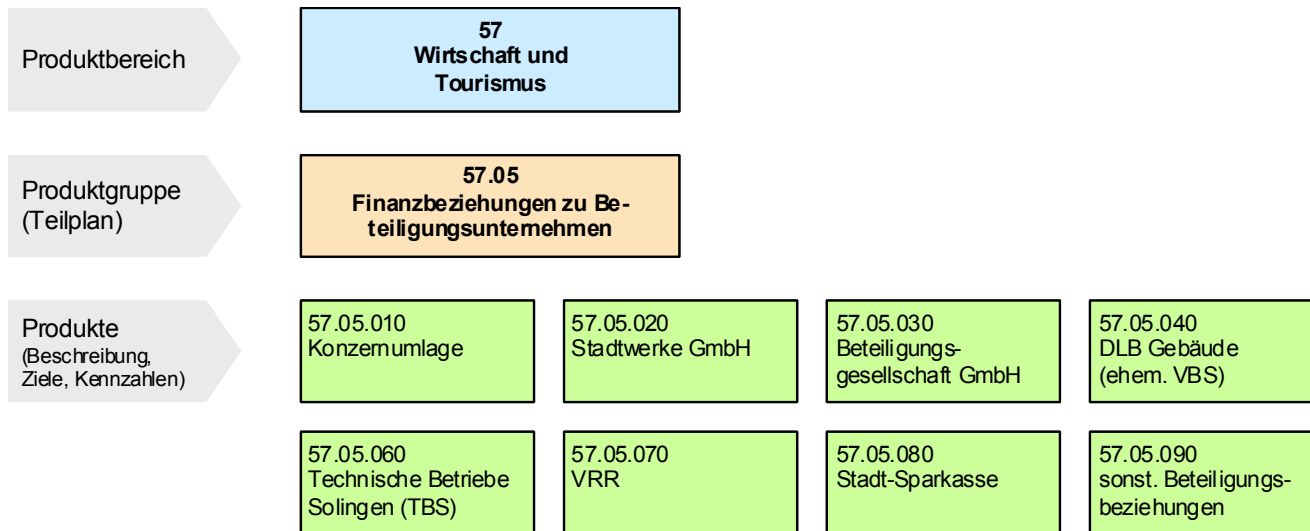 Produktbereich
57
Wirtschaft und
Tourismus
Produktgruppe
(Teilplan)
57.05
Finanzbeziehungen zu Be-
teiligungsunternehmen
Produkte
(Beschreibung,
Ziele, Kennzahlen)
57.05.010
Konzernumlage
57.05.020
Stadtwerke GmbH
57.05.030
Beteiligungs-
gesellschaft GmbH
57.05.040
DLB Gebäude
(ehem. VBS)
57.05.060
Technische Betriebe
Solingen (TBS)
57.05.070
VRR
57.05.080
Stadt-Sparkasse
57.05.090
sonst. Beteiligungs-
beziehungen